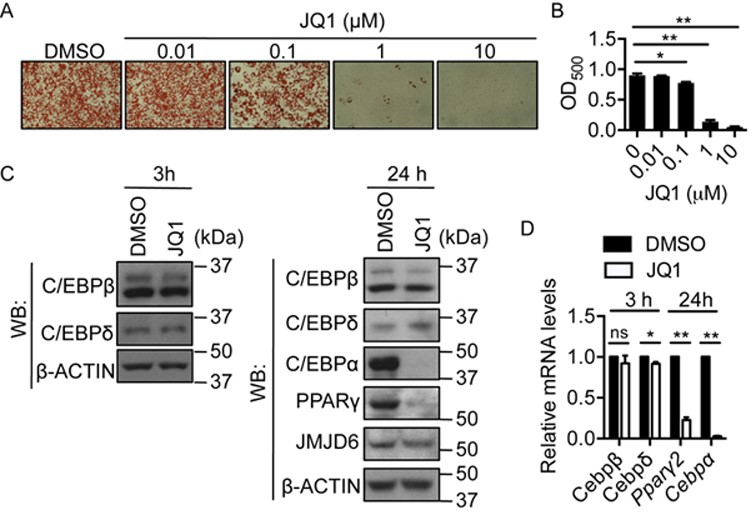 A
JQ1 (µM)
DMSO 0.01 0.1 1 10
B
** 
**
*
OD500
1.5
1.0
0.5
0.0
0 0.01 0.1 1 10
JQ1 (µM)
C
3h
DMSO JQ1 (kDa)
WB:
C/EBPβ
37
C/EBPδ
37
β-ACTIN
50
37
24 h
DMSO JQ1 (kDa)
WB:
C/EBPβ
37
C/EBPδ
37
C/EBPα
50
37
PPARγ
50
JMJD6
50
β-ACTIN
50
37
D
DMSO
JQ1
3 h 24h
ns * ** **
Relative mRNA levels
1.5
1.0
0.5
0.0
Cebpβ Cebpδ Pparγ2 Cebpα